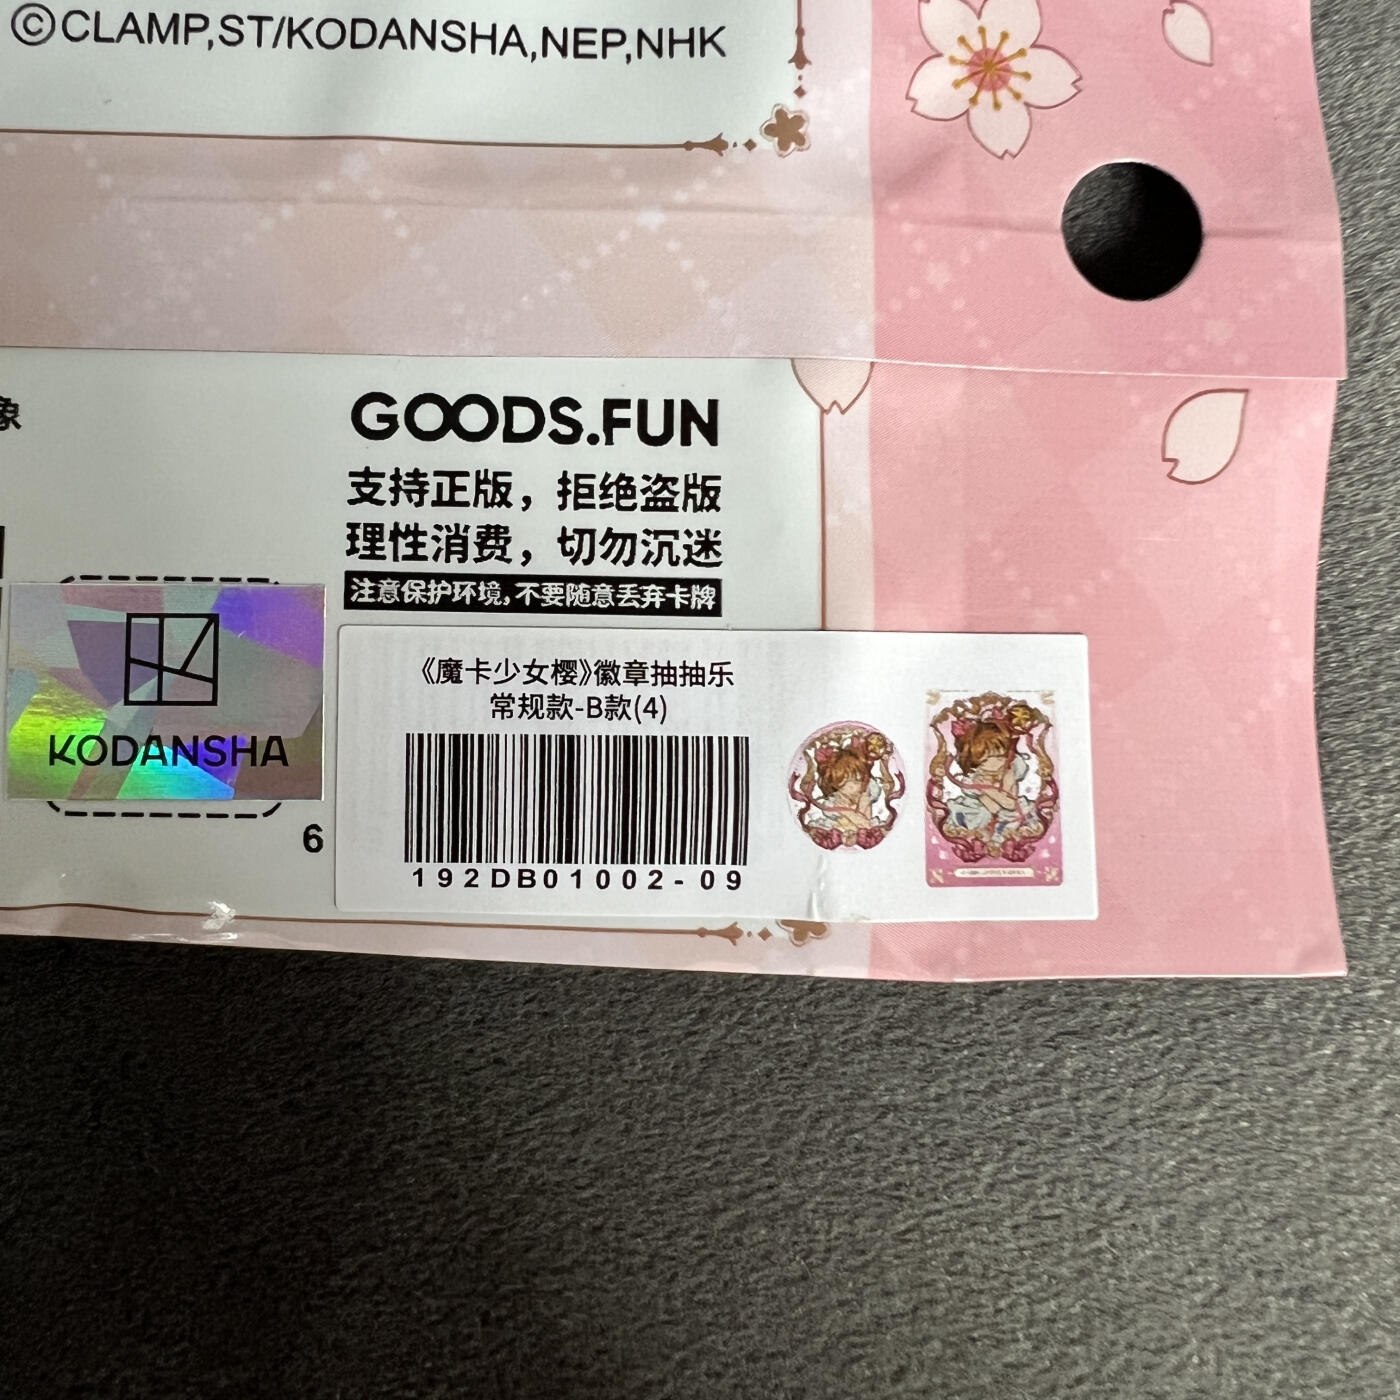 ©CLAMP,ST/KODANSHA,NEP,NHK
象
GOODS.FUN
支持正版，拒绝盗版
理性消费，切勿沉迷
注意保护环境,不要随意丢弃卡牌
KODANSHA
6
《魔卡少女樱》徽章抽抽乐
常规款-B款(4)
192DB01002-09